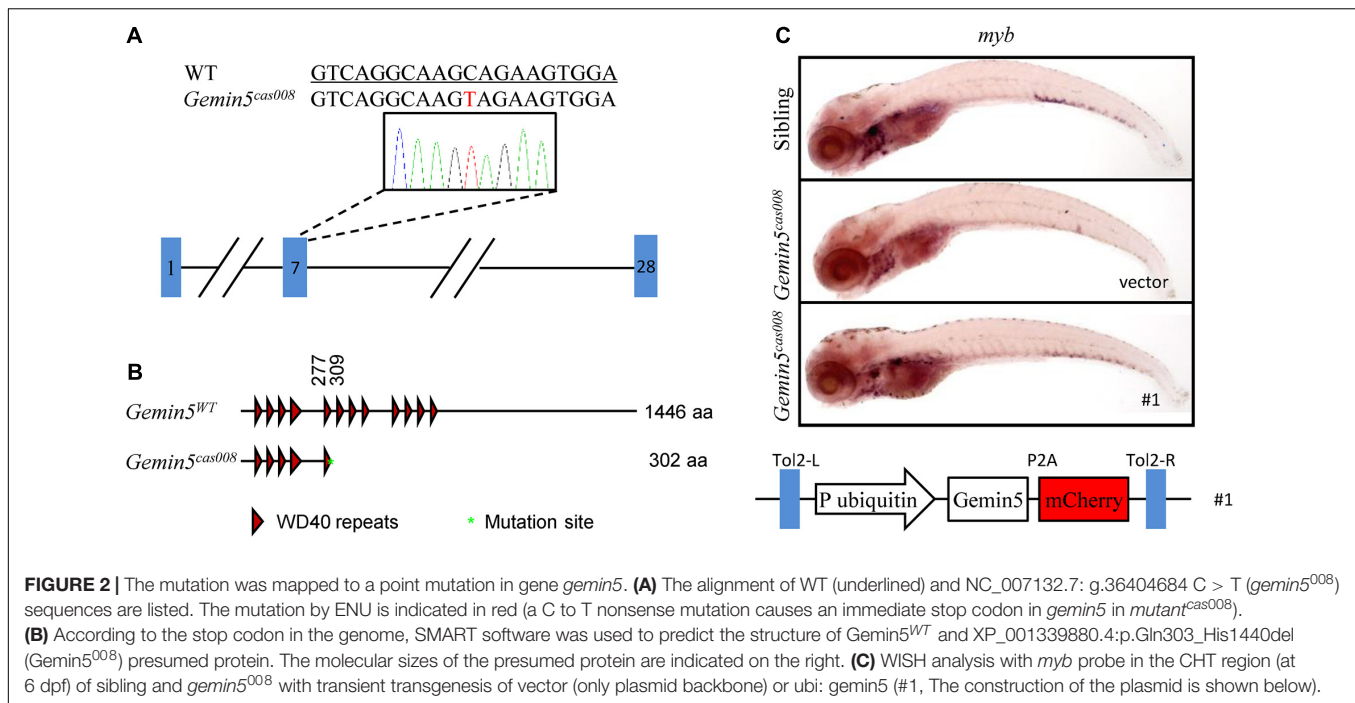 A
WT GTCAGGCAAGCAGAAGTGGA
Gemin5cas008 GTCAGGCAAGTAGAAGTGGA
1 7 28
B
277 309
Gemin5WT 1446 aa
Gemin5cas008 302 aa
WD40 repeats * Mutation site
C
myb
Sibling
Gemin5cas008
vector
Gemin5cas008
#1
Tol2-L P2A Tol2-R
P ubiquitin Gemin5 mCherry #1
FIGURE 2 | The mutation was mapped to a point mutation in gene gemin5. (A) The alignment of WT (underlined) and NC_007132.7: g.36404684 C > T (gemin5008)
sequences are listed. The mutation by ENU is indicated in red (a C to T nonsense mutation causes an immediate stop codon in gemin5 in mutantcas008).
(B) According to the stop codon in the genome, SMART software was used to predict the structure of Gemin5WT and XP_001339880.4:p.Gln303_His1440del
(Gemin5008) presumed protein. The molecular sizes of the presumed protein are indicated on the right. (C) WISH analysis with myb probe in the CHT region (at
6 dpf) of sibling and gemin5008 with transient transgenesis of vector (only plasmid backbone) or ubi: gemin5 (#1, The construction of the plasmid is shown below).